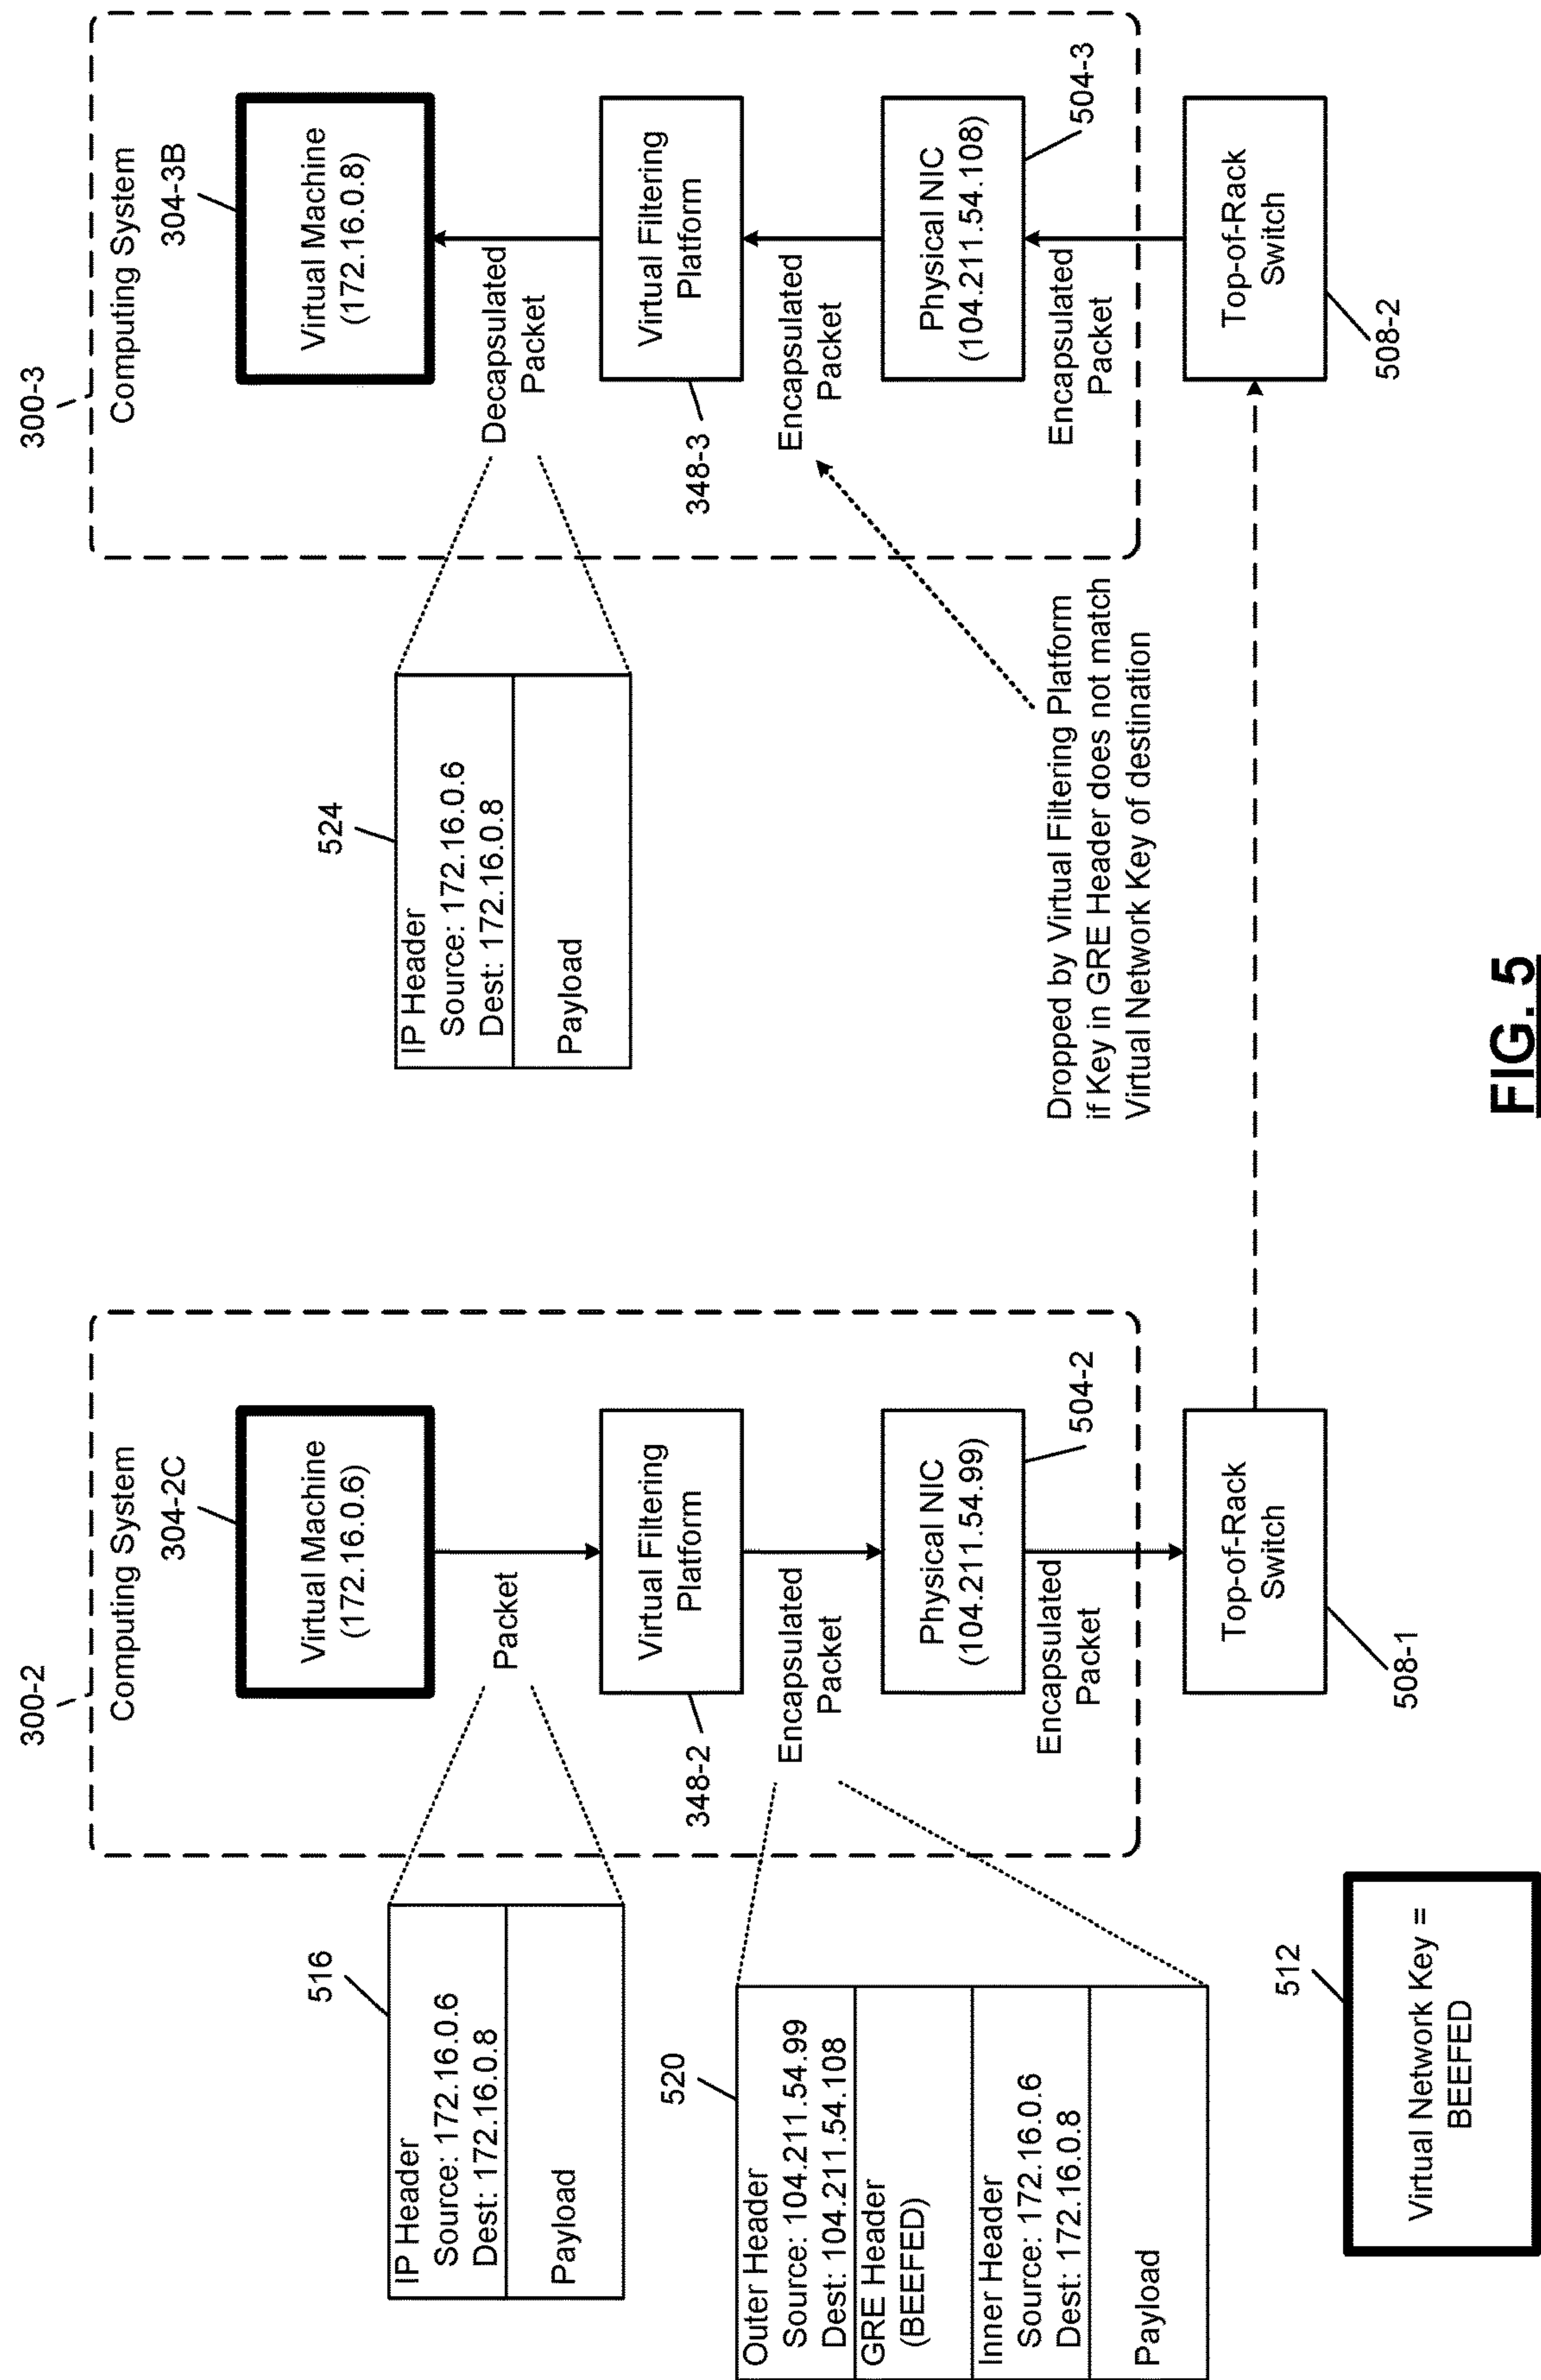 300-2
Computing System
304-2C
Virtual Machine
(172.16.0.6)
516
IP Header
Source: 172.16.0.6
Dest: 172.16.0.8
Payload
Packet
Virtual Filtering
Platform
348-2
520
Outer Header
Source: 104.211.54.99
Dest: 104.211.54.108
GRE Header
(BEEFED)
Inner Header
Source: 172.16.0.6
Dest: 172.16.0.8
Payload
Encapsulated
Packet
Physical NIC
(104.211.54.99)
504-2
Encapsulated
Packet
Top-of-Rack
Switch
508-1
512
Virtual Network Key =
BEEFED
300-3
Computing System
304-3B
Virtual Machine
(172.16.0.8)
524
IP Header
Source: 172.16.0.6
Dest: 172.16.0.8
Payload
Decapsulated
Packet
Virtual Filtering
Platform
348-3
Encapsulated
Packet
Dropped by Virtual Filtering Platform
if Key in GRE Header does not match
Virtual Network Key of destination
Physical NIC
(104.211.54.108)
504-3
Encapsulated
Packet
Top-of-Rack
Switch
508-2
FIG. 5